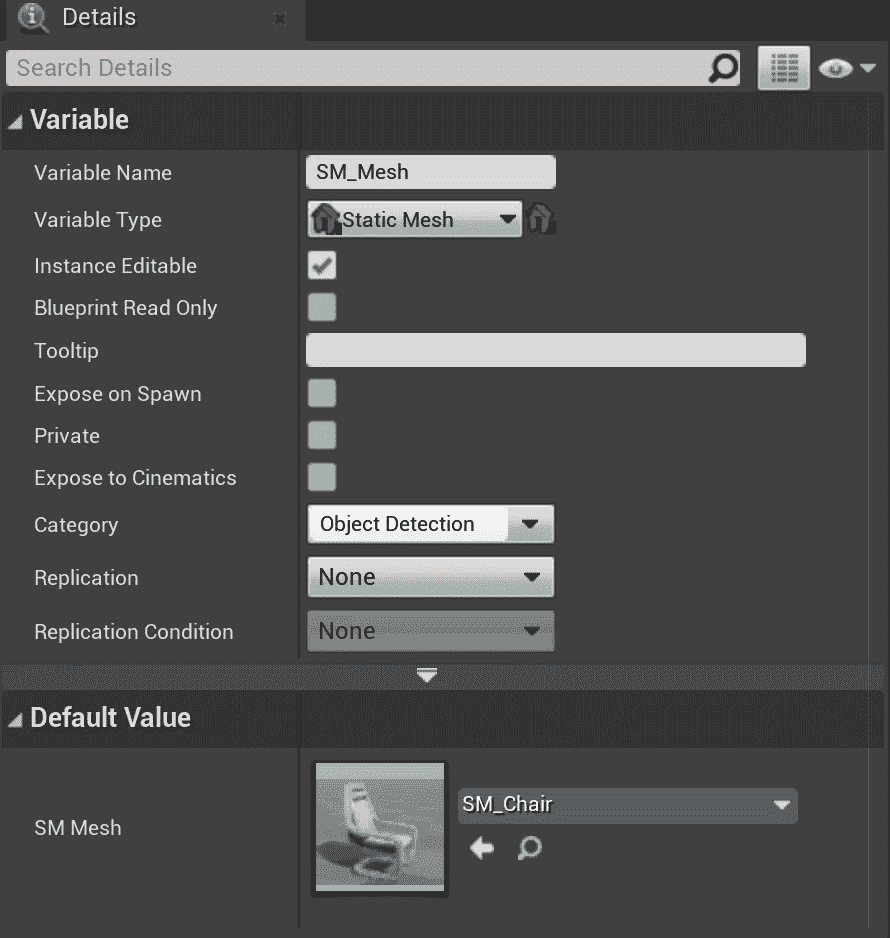 Details
Search Details
Variable
Variable Name SM_Mesh
Variable Type Static Mesh
Instance Editable
Blueprint Read Only
Tooltip
Expose on Spawn
Private
Expose to Cinematics
Category Object Detection
Replication None
Replication Condition None
Default Value
SM Mesh SM_Chair